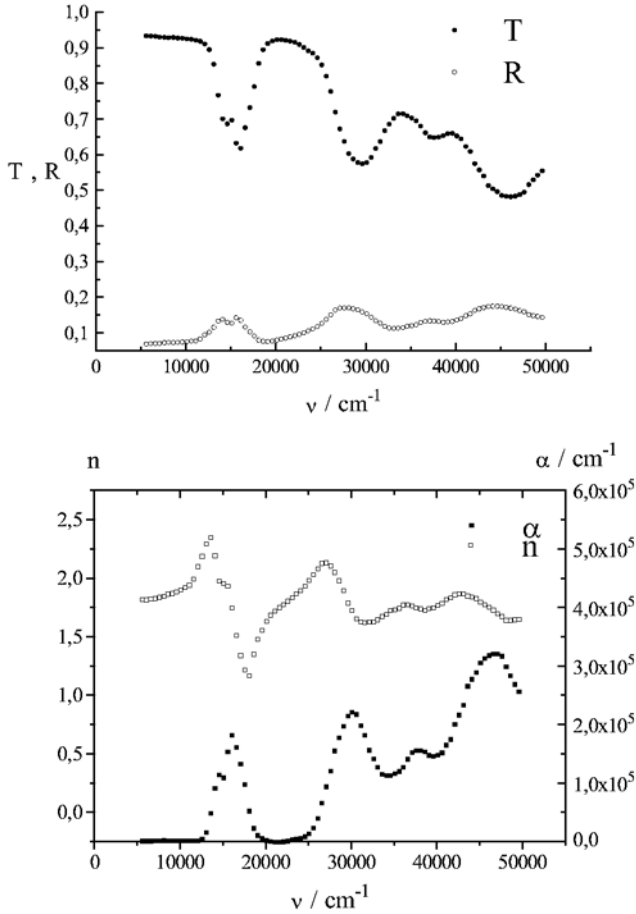 1,0
0,9
0,8
0,7
0,6
0,5
0,4
0,3
0,2
0,1
T , R
T
R
0 10000 20000 30000 40000 50000
ν / cm⁻¹
n
α / cm⁻¹
2,5
2,0
1,5
1,0
0,5
0,0
6,0x10⁵
5,0x10⁵
4,0x10⁵
3,0x10⁵
2,0x10⁵
1,0x10⁵
0,0
α
n
0 10000 20000 30000 40000 50000
ν / cm⁻¹